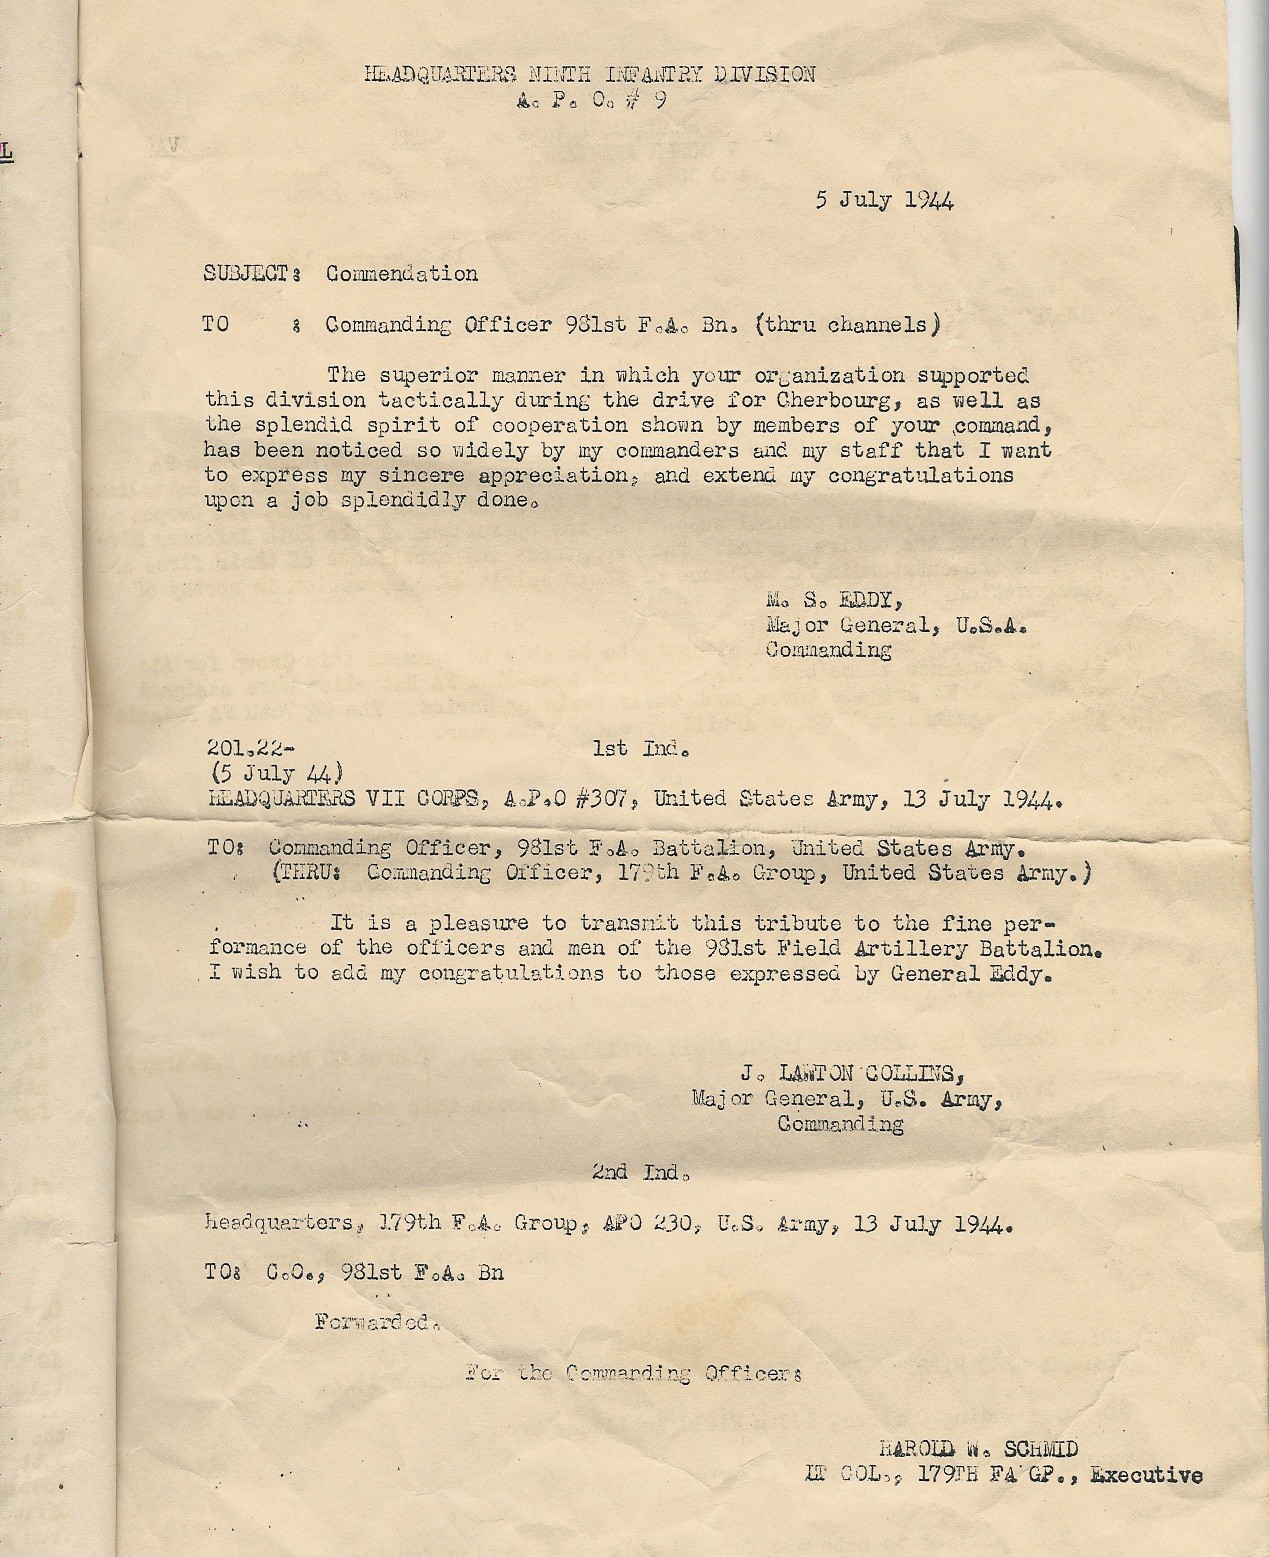 L
HEADQUARTERS NINTH INFANTRY DIVISION
A. P. O. # 9
5 July 1944
SUBJECT: Commendation
TO : Commanding Officer 981st F.A. Bn. (thru channels)
The superior manner in which your organization supported
this division tactically during the drive for Cherbourg, as well as
the splendid spirit of cooperation shown by members of your command,
has been noticed so widely by my commanders and my staff that I want
to express my sincere appreciation, and extend my congratulations
upon a job splendidly done.
M. S. EDDY,
Major General, U.S.A.
Commanding
201.22- 1st Ind.
(5 July 44)
HEADQUARTERS VII CORPS, A.P.O #307, United States Army, 13 July 1944.
TO: Commanding Officer, 981st F.A. Battalion, United States Army.
(THRU: Commanding Officer, 179th F.A. Group, United States Army.)
It is a pleasure to transmit this tribute to the fine per-
formance of the officers and men of the 981st Field Artillery Battalion.
I wish to add my congratulations to those expressed by General Eddy.
J. LAWTON COLLINS,
Major General, U.S. Army,
Commanding
2nd Ind.
Headquarters, 179th F.A. Group, APO 230, U.S. Army, 13 July 1944.
TO: C.O., 981st F.A. Bn
Forwarded.
For the Commanding Officer:
HAROLD W. SCHMID
LT COL., 179TH FA GP., Executive